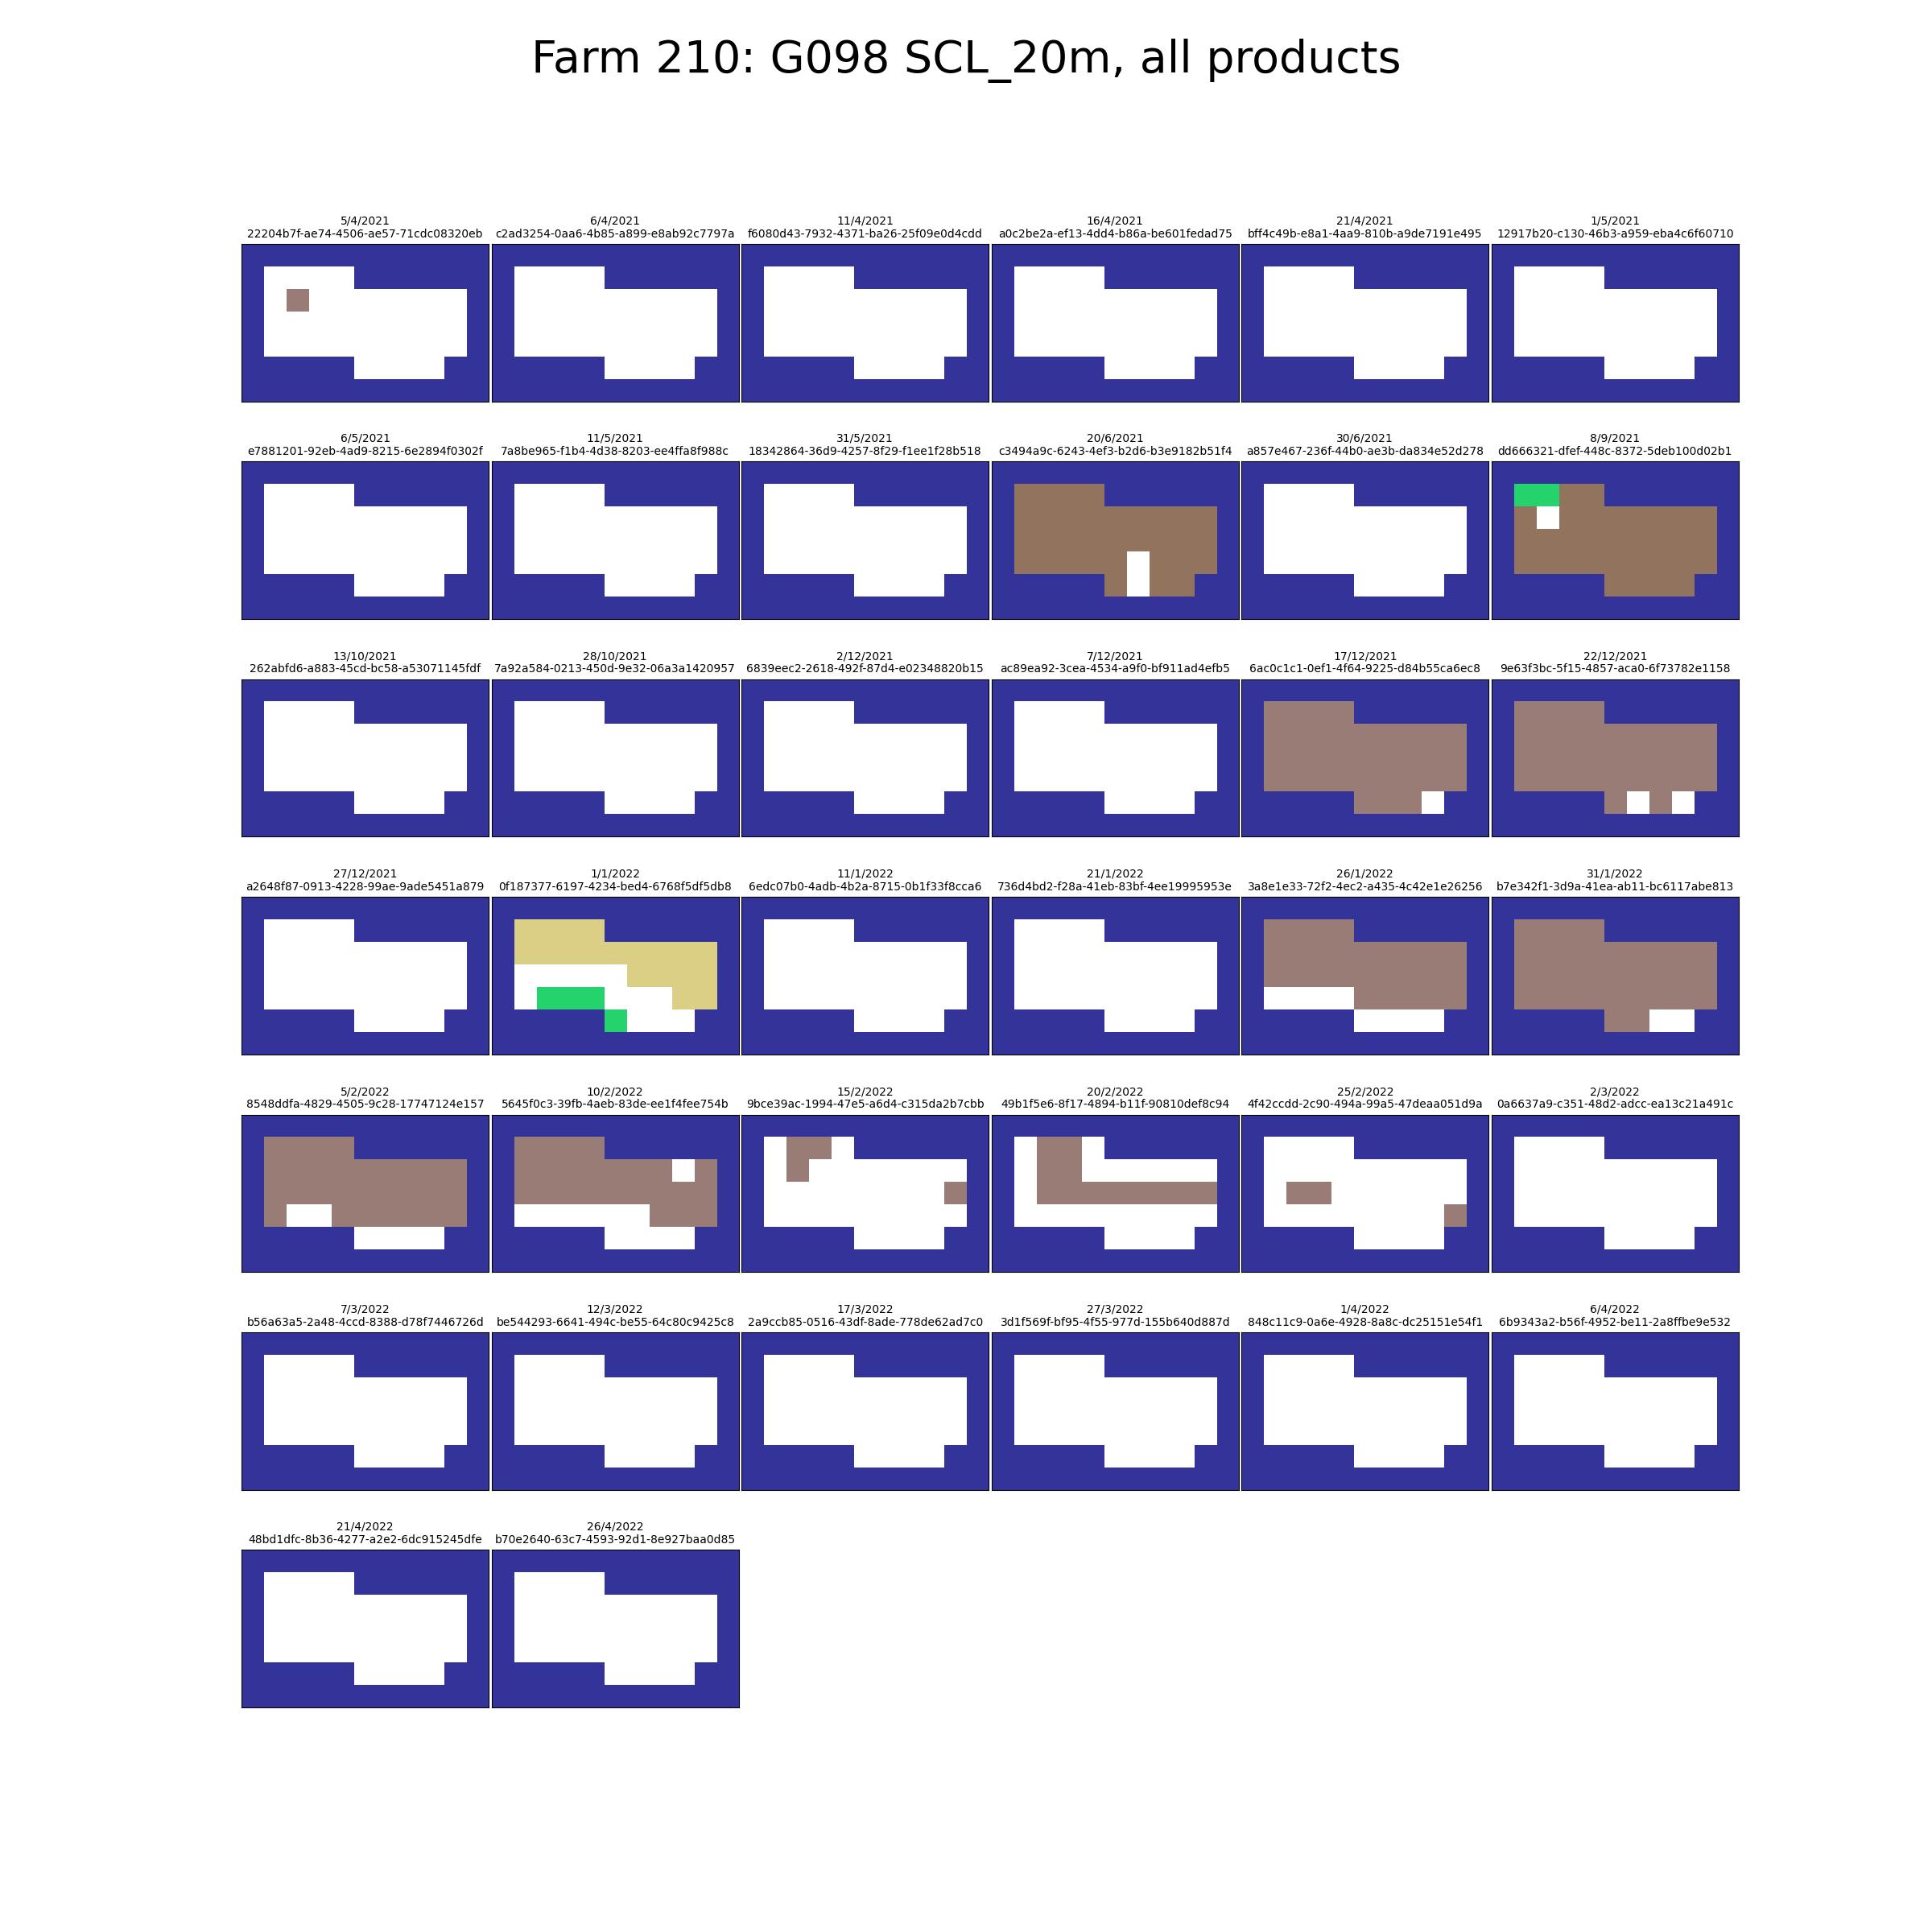 Farm 210: G098 SCL_20m, all products
5/4/2021
22204b7f-ae74-4506-ae57-71cdc08320eb
6/4/2021
c2ad3254-0aa6-4b85-a899-e8ab92c7797a
11/4/2021
f6080d43-7932-4371-ba26-25f09e0d4cdd
16/4/2021
a0c2be2a-ef13-4dd4-b86a-be601fedad75
21/4/2021
bff4c49b-e8a1-4aa9-810b-a9de7191e495
1/5/2021
12917b20-c130-46b3-a959-eba4c6f60710
6/5/2021
e7881201-92eb-4ad9-8215-6e2894f0302f
11/5/2021
7a8be965-f1b4-4d38-8203-ee4ffa8f988c
31/5/2021
18342864-36d9-4257-8f29-f1ee1f28b518
20/6/2021
c3494a9c-6243-4ef3-b2d6-b3e9182b51f4
30/6/2021
a857e467-236f-44b0-ae3b-da834e52d278
8/9/2021
dd666321-dfef-448c-8372-5deb100d02b1
13/10/2021
262abfd6-a883-45cd-bc58-a53071145fdf
28/10/2021
7a92a584-0213-450d-9e32-06a3a1420957
2/12/2021
6839eec2-2618-492f-87d4-e02348820b15
7/12/2021
ac89ea92-3cea-4534-a9f0-bf911ad4efb5
17/12/2021
6ac0c1c1-0ef1-4f64-9225-d84b55ca6ec8
22/12/2021
9e63f3bc-5f15-4857-aca0-6f73782e1158
27/12/2021
a2648f87-0913-4228-99ae-9ade5451a879
1/1/2022
0f187377-6197-4234-bed4-6768f5df5db8
11/1/2022
6edc07b0-4adb-4b2a-8715-0b1f33f8cca6
21/1/2022
736d4bd2-f28a-41eb-83bf-4ee19995953e
26/1/2022
3a8e1e33-72f2-4ec2-a435-4c42e1e26256
31/1/2022
b7e342f1-3d9a-41ea-ab11-bc6117abe813
5/2/2022
8548ddfa-4829-4505-9c28-17747124e157
10/2/2022
5645f0c3-39fb-4aeb-83de-ee1f4fee754b
15/2/2022
9bce39ac-1994-47e5-a6d4-c315da2b7cbb
20/2/2022
49b1f5e6-8f17-4894-b11f-90810def8c94
25/2/2022
4f42ccdd-2c90-494a-99a5-47deaa051d9a
2/3/2022
0a6637a9-c351-48d2-adcc-ea13c21a491c
7/3/2022
b56a63a5-2a48-4ccd-8388-d78f7446726d
12/3/2022
be544293-6641-494c-be55-64c80c9425c8
17/3/2022
2a9ccb85-0516-43df-8ade-778de62ad7c0
27/3/2022
3d1f569f-bf95-4f55-977d-155b640d887d
1/4/2022
848c11c9-0a6e-4928-8a8c-dc25151e54f1
6/4/2022
6b9343a2-b56f-4952-be11-2a8ffbe9e532
21/4/2022
48bd1dfc-8b36-4277-a2e2-6dc915245dfe
26/4/2022
b70e2640-63c7-4593-92d1-8e927baa0d85